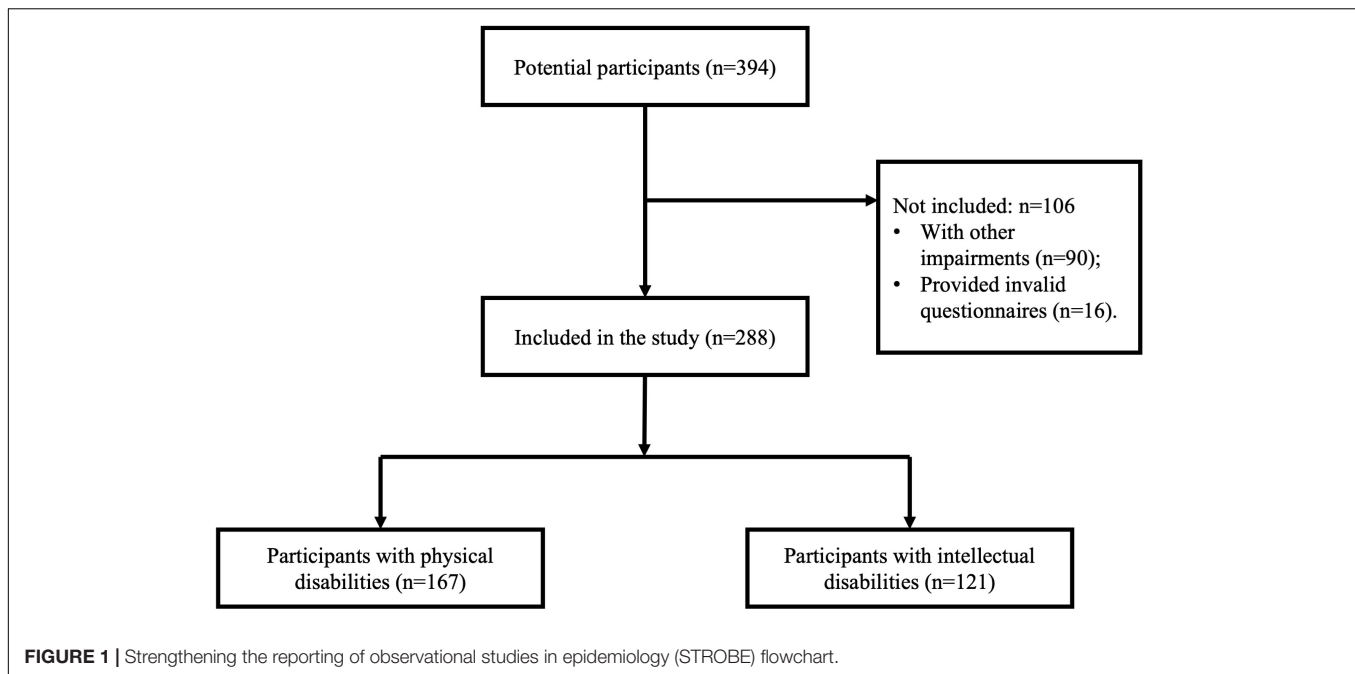 Potential participants (n=394)
Not included: n=106
• With other
impairments (n=90);
• Provided invalid
questionnaires (n=16).
Included in the study (n=288)
Participants with physical
disabilities (n=167)
Participants with intellectual
disabilities (n=121)
FIGURE 1 | Strengthening the reporting of observational studies in epidemiology (STROBE) flowchart.